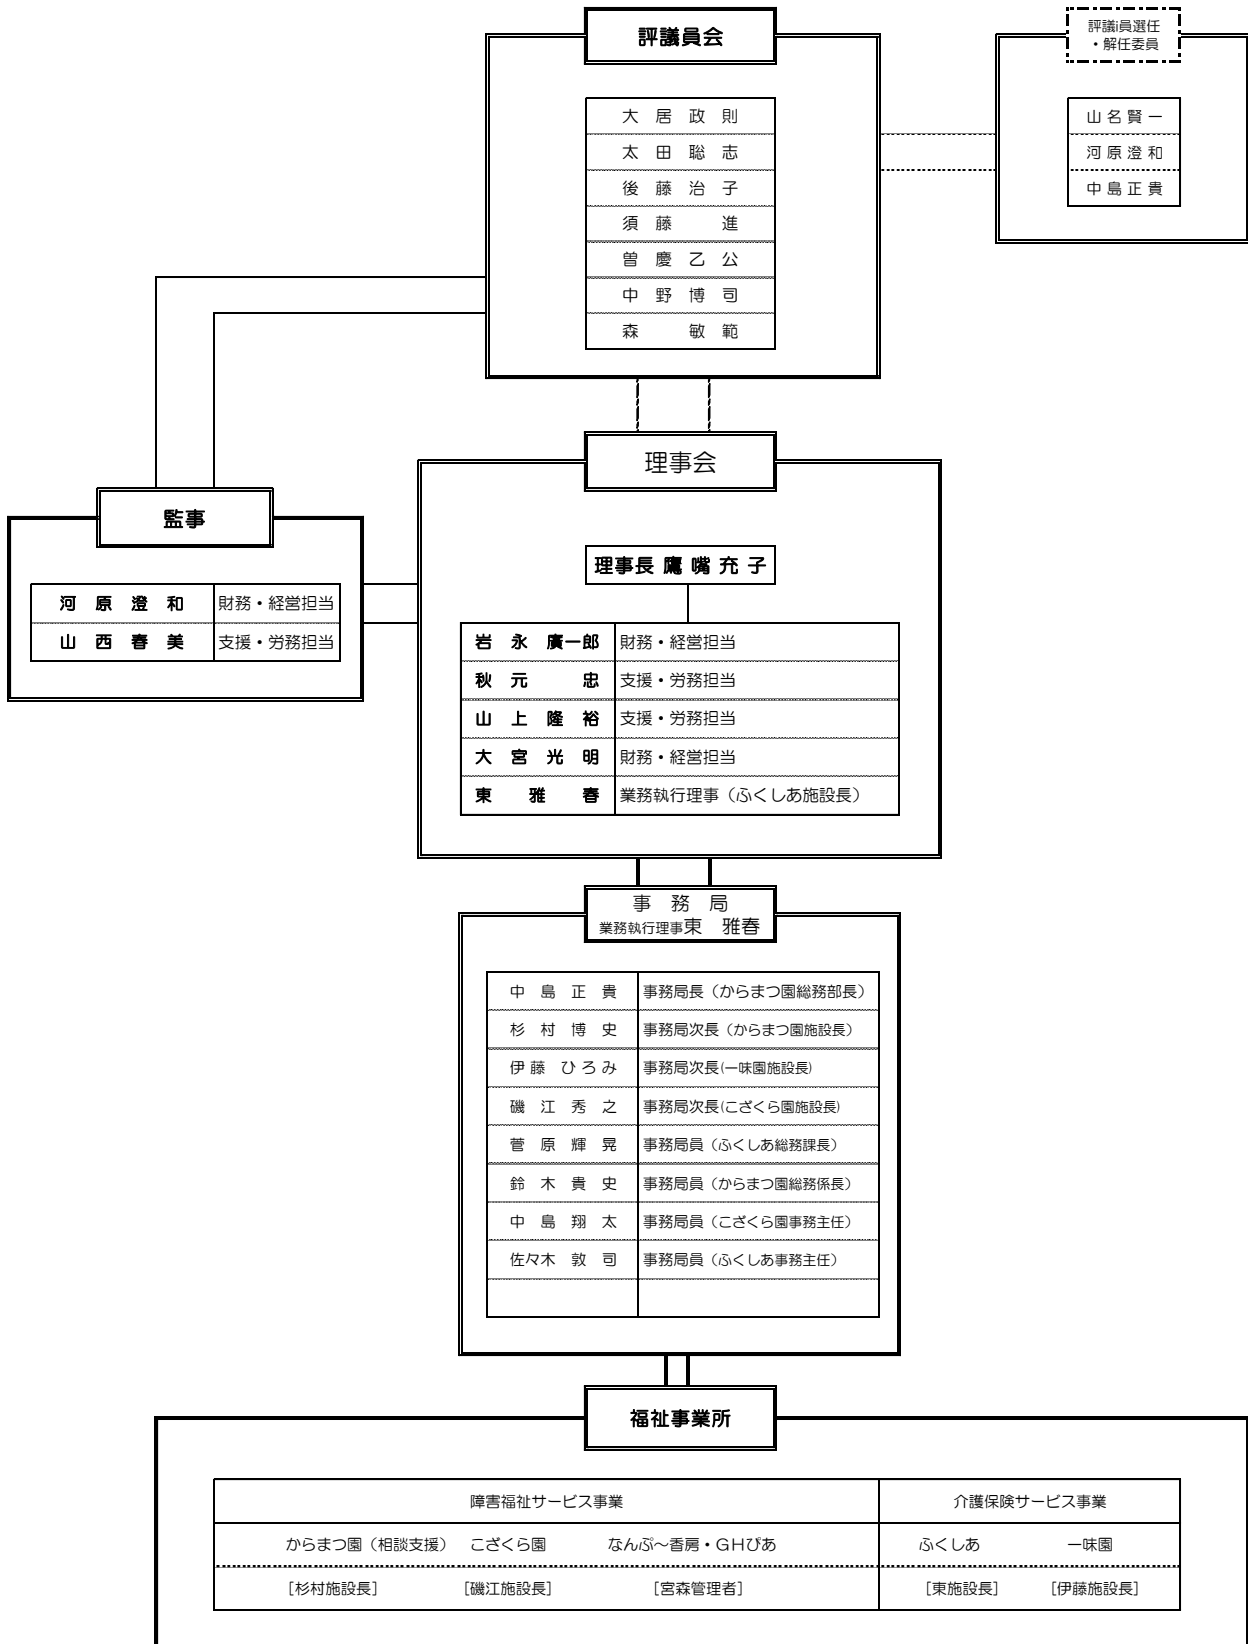 評議員会
大居政則
太田聡志
後藤治子
須藤　進
曽慶乙公
中野博司
森　敏範
評議員選任
・解任委員
山名賢一
河原澄和
中島正貴
監事
河原澄和 財務・経営担当
山西春美 支援・労務担当
理事会
理事長 鷹嘴充子
岩永廣一郎 財務・経営担当
秋元　忠 支援・労務担当
山上隆裕 支援・労務担当
大宮光明 財務・経営担当
東雅春 業務執行理事（ふくしあ施設長）
事務局
業務執行理事東　雅春
中島正貴 事務局長（からまつ園総務部長）
杉村博史 事務局次長（からまつ園施設長）
伊藤ひろみ 事務局次長(一味園施設長)
磯江秀之 事務局次長(こざくら園施設長)
菅原輝晃 事務局員（ふくしあ総務課長）
鈴木貴史 事務局員（からまつ園総務係長）
中島翔太 事務局員（こざくら園事務主任）
佐々木敦司 事務局員（ふくしあ事務主任）
福祉事業所
障害福祉サービス事業 介護保険サービス事業
からまつ園（相談支援） こざくら園 なんぷ～香房・GHぴあ ふくしあ 一味園
［杉村施設長］ ［磯江施設長］ ［宮森管理者］ ［東施設長］ ［伊藤施設長］